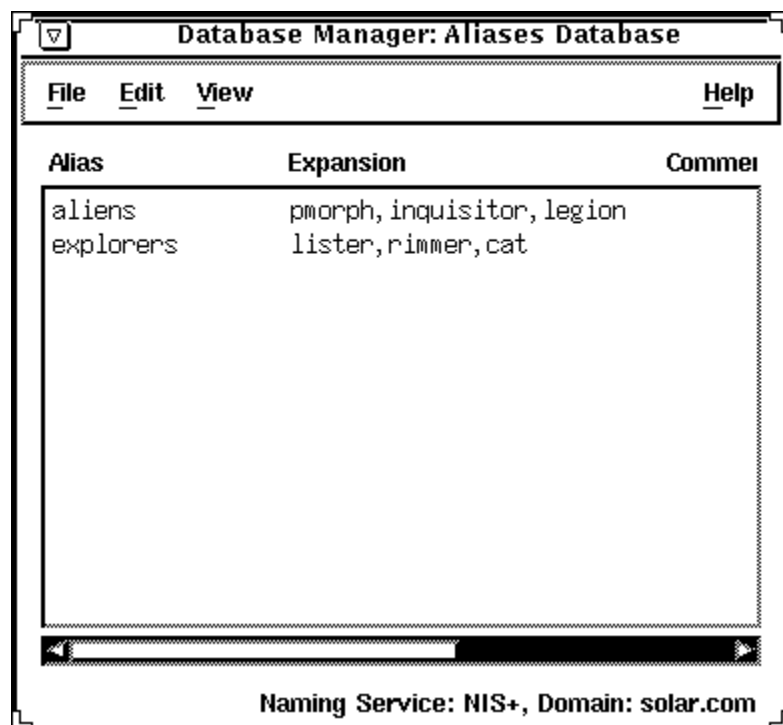 Database Manager: Aliases Database
File Edit View Help
Alias Expansion Commer
aliens pmorph,inquisitor,legion
explorers lister,rimmer,cat
Naming Service: NIS+, Domain: solar.com